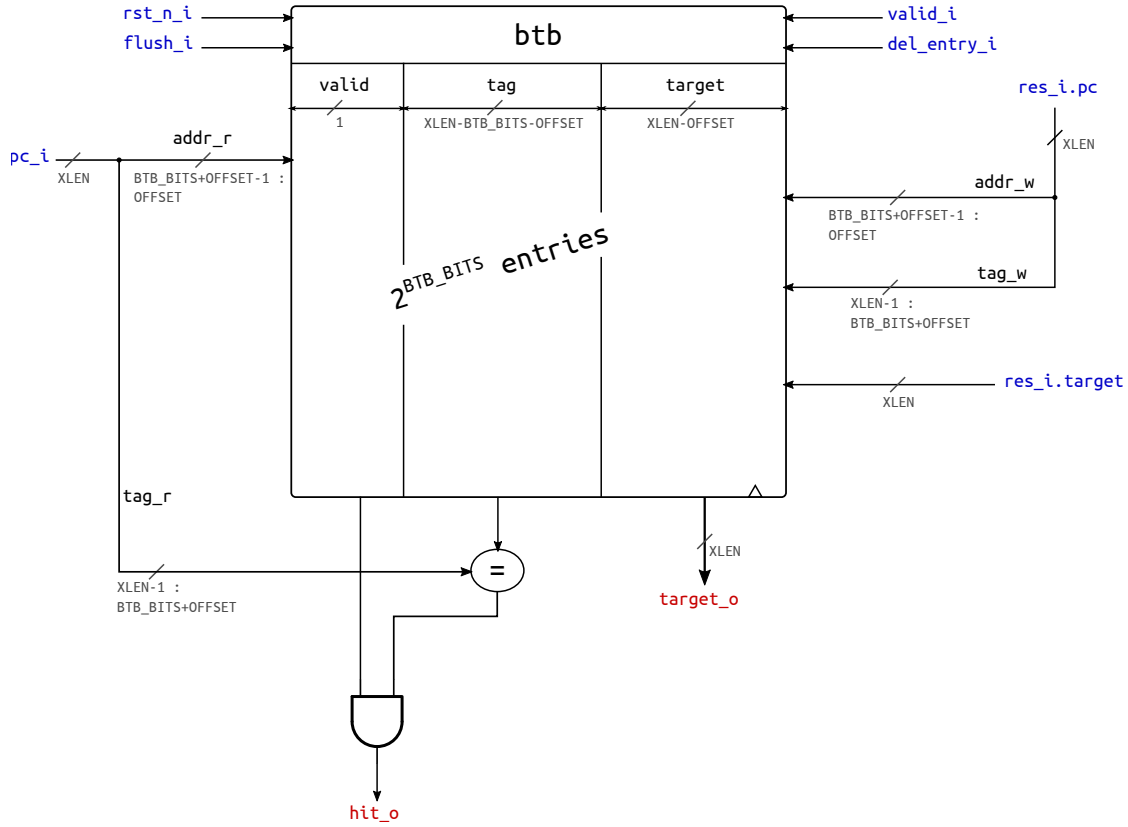 rst_n_i
flush_i
btb
valid_i
del_entry_i
valid
tag
target
1
XLEN-BTB_BITS-OFFSET
XLEN-OFFSET
res_i.pc
XLEN
pc_i
XLEN
addr_r
BTB_BITS+OFFSET-1 :
OFFSET
addr_w
BTB_BITS+OFFSET-1 :
OFFSET
2^BTB_BITS entries
tag_w
XLEN-1 :
BTB_BITS+OFFSET
res_i.target
XLEN
tag_r
XLEN-1 :
BTB_BITS+OFFSET
=
XLEN
target_o
hit_o